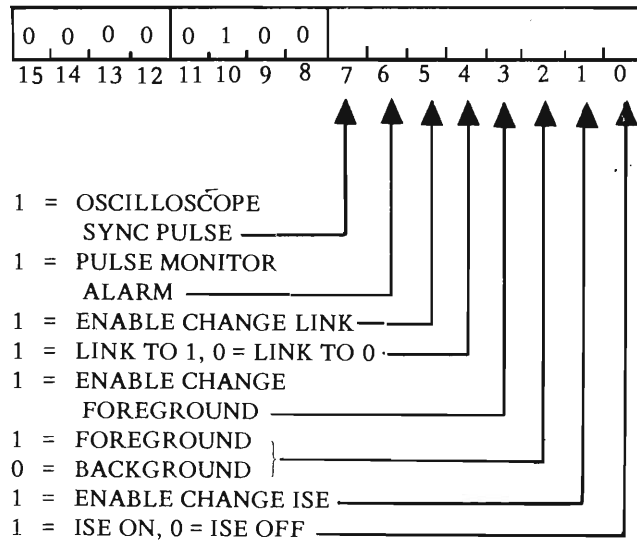 0 0 0 0 0 1 0 0
15 14 13 12 11 10 9 8 7 6 5 4 3 2 1 0
1 = OSCILLOSCOPE
SYNC PULSE
1 = PULSE MONITOR
ALARM
1 = ENABLE CHANGE LINK
1 = LINK TO 1, 0 = LINK TO 0
1 = ENABLE CHANGE
FOREGROUND
1 = FOREGROUND
0 = BACKGROUND
1 = ENABLE CHANGE ISE
1 = ISE ON, 0 = ISE OFF